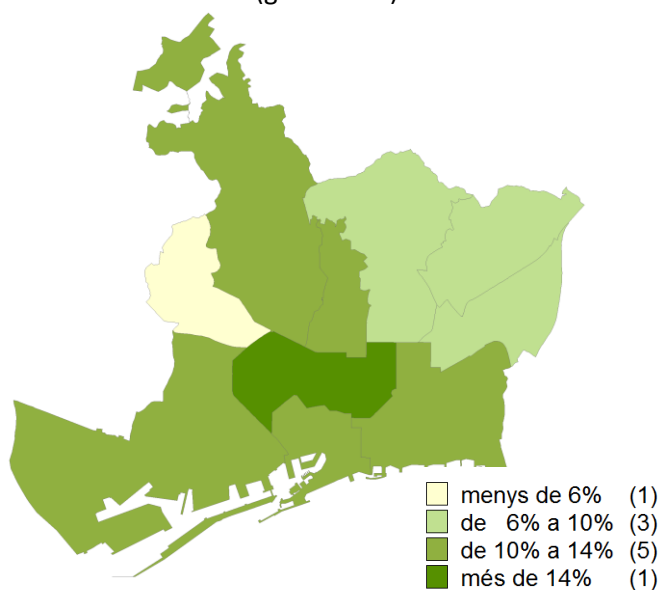 menys de 6% (1)
de 6% a 10% (3)
de 10% a 14% (5)
més de 14% (1)